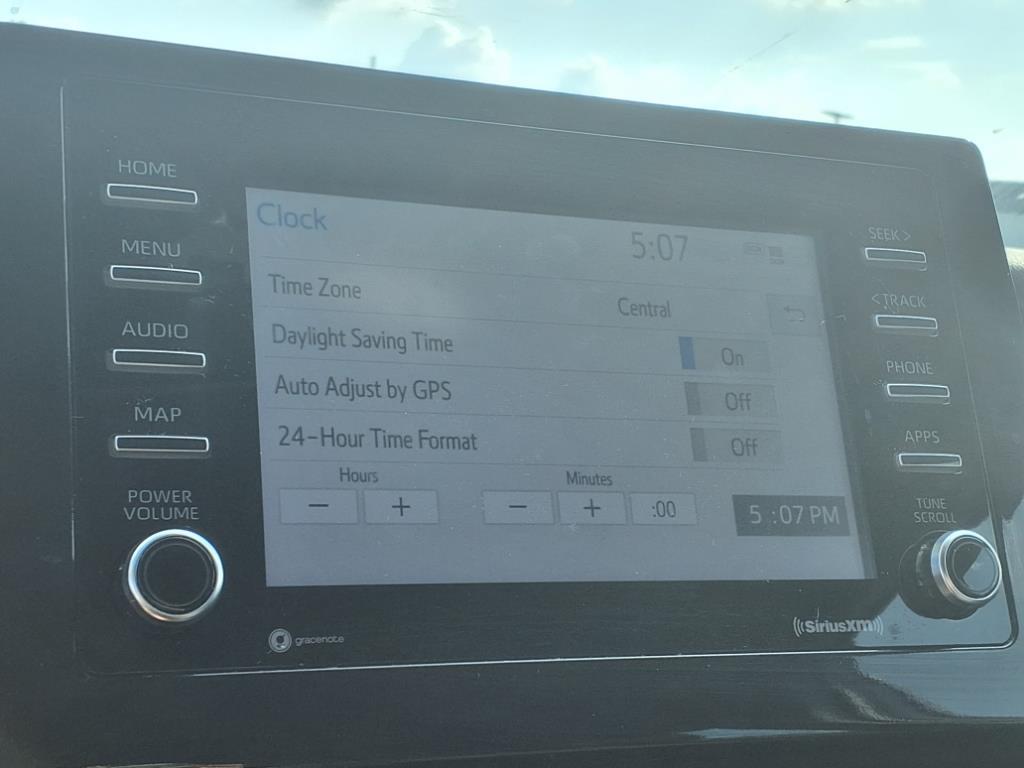 HOME
MENU
AUDIO
MAP
POWER
VOLUME
Clock
5:07
Time Zone
Central
Daylight Saving Time
On
Auto Adjust by GPS
Off
24-Hour Time Format
Off
Hours
Minutes
− +
− + :00
5 :07 PM
SEEK >
< TRACK
PHONE
APPS
TUNE
SCROLL
gracenote
((SiriusXM))